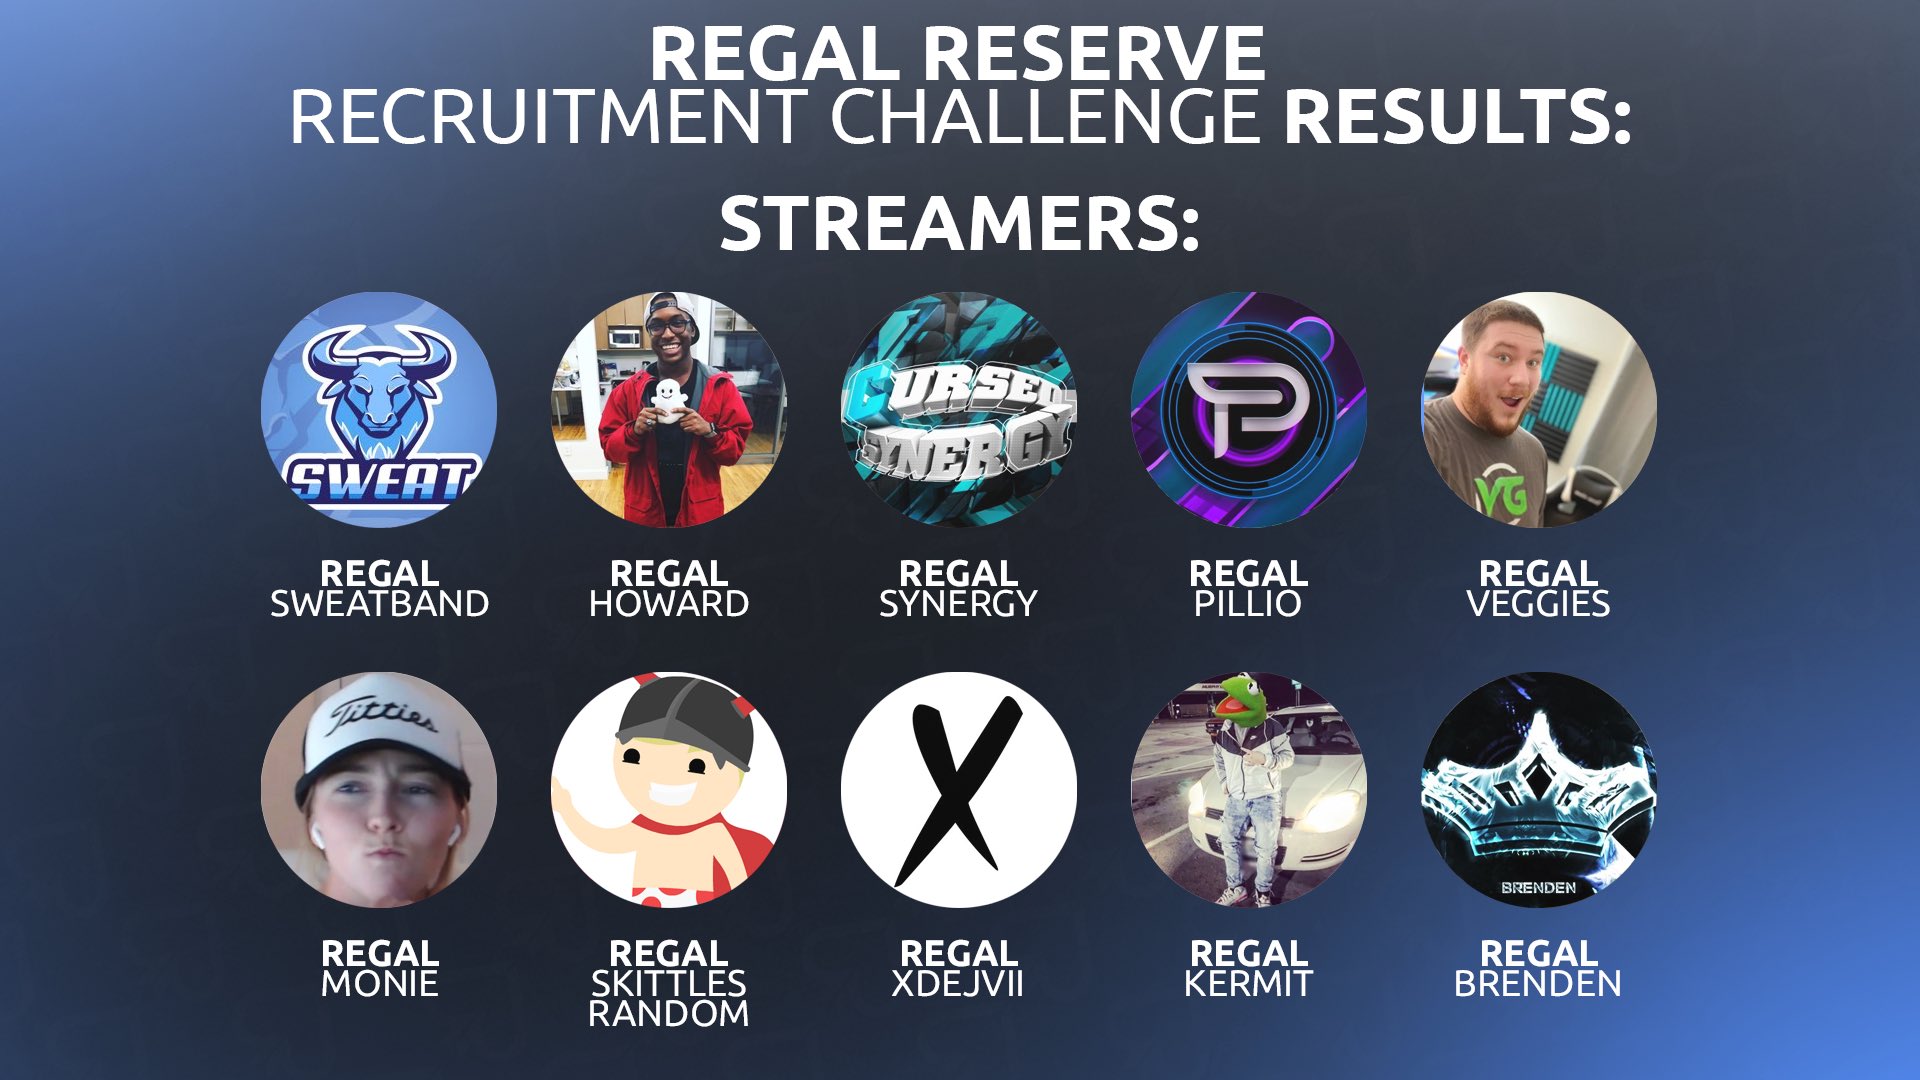 REGAL RESERVE
RECRUITMENT CHALLENGE RESULTS:
STREAMERS:
SWEAT
CURSED
SYNERGY
P
VG
REGAL
SWEATBAND
REGAL
HOWARD
REGAL
SYNERGY
REGAL
PILLIO
REGAL
VEGGIES
Titties
X
BRENDEN
REGAL
MONIE
REGAL
SKITTLES
RANDOM
REGAL
XDEJVII
REGAL
KERMIT
REGAL
BRENDEN